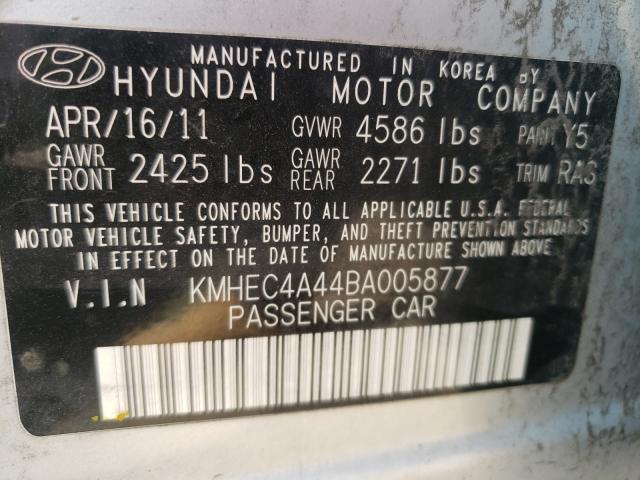 MANUFACTURED IN KOREA BY
HYUNDAI MOTOR COMPANY
APR/16/11 GVWR 4586 lbs PAINT Y5
GAWR FRONT 2425 lbs GAWR REAR 2271 lbs TRIM RAS
THIS VEHICLE CONFORMS TO ALL APPLICABLE U.S.A. FEDERAL
MOTOR VEHICLE SAFETY, BUMPER, AND THEFT PREVENTION STANDARDS
IN EFFECT ON THE DATE OF MANUFACTURE SHOWN ABOVE
V.I.N KMHEC4A44BA005877
PASSENGER CAR